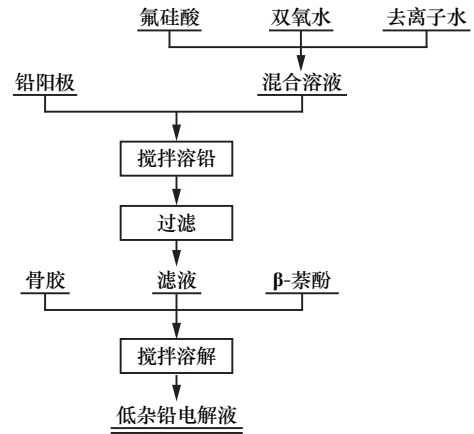 氟硅酸 双氧水 去离子水
铅阳极 混合溶液
搅拌溶铅
过滤
骨胶 滤液 β-萘酚
搅拌溶解
低杂铅电解液